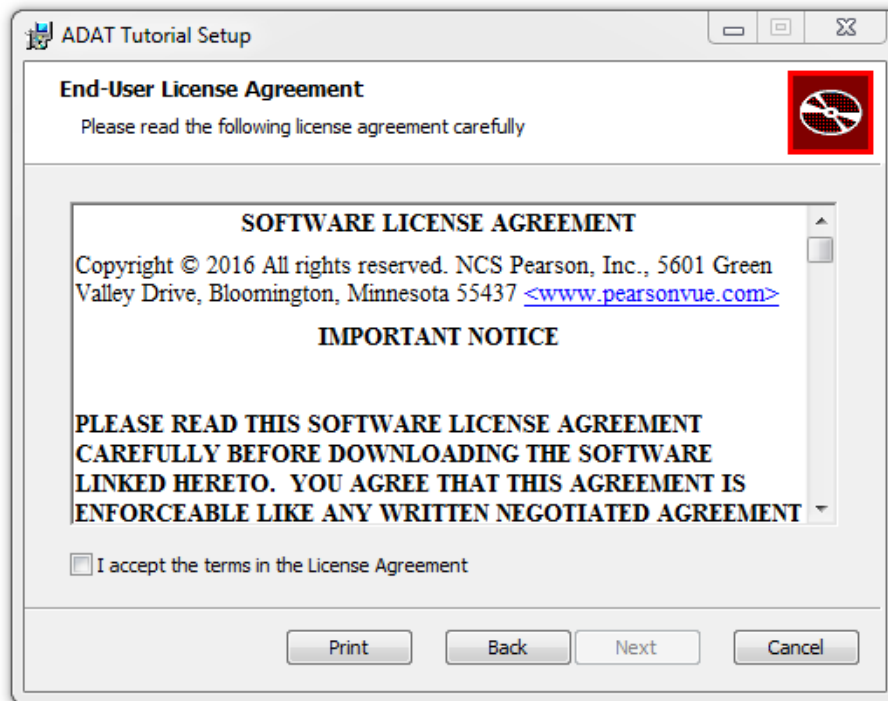 ADAT Tutorial Setup
End-User License Agreement
Please read the following license agreement carefully
SOFTWARE LICENSE AGREEMENT
Copyright © 2016 All rights reserved. NCS Pearson, Inc., 5601 Green
Valley Drive, Bloomington, Minnesota 55437 <www.pearsonvue.com>
IMPORTANT NOTICE
PLEASE READ THIS SOFTWARE LICENSE AGREEMENT
CAREFULLY BEFORE DOWNLOADING THE SOFTWARE
LINKED HERETO.  YOU AGREE THAT THIS AGREEMENT IS
ENFORCEABLE LIKE ANY WRITTEN NEGOTIATED AGREEMENT
I accept the terms in the License Agreement
Print Back Next Cancel